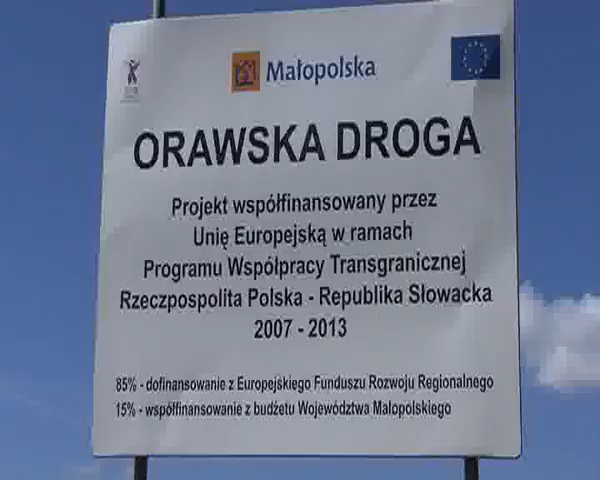 Małopolska
ORAWSKA DROGA
Projekt współfinansowany przez
Unię Europejską w ramach
Programu Współpracy Transgranicznej
Rzeczpospolita Polska - Republika Słowacka
2007 - 2013
85% - dofinansowanie z Europejskiego Funduszu Rozwoju Regionalnego
15% - współfinansowanie z budżetu Województwa Małopolskiego